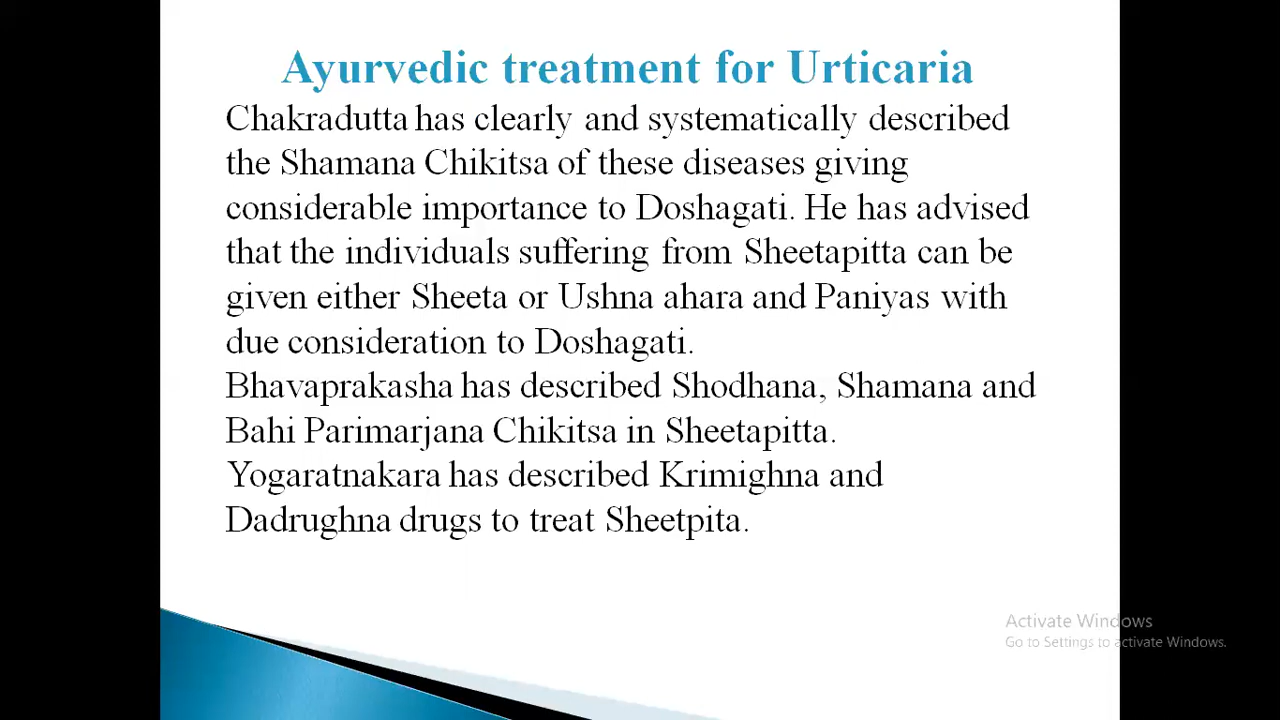 Ayurvedic treatment for Urticaria
Chakradutta has clearly and systematically described
the Shamana Chikitsa of these diseases giving
considerable importance to Doshagati. He has advised
that the individuals suffering from Sheetapitta can be
given either Sheeta or Ushna ahara and Paniyas with
due consideration to Doshagati.
Bhavaprakasha has described Shodhana, Shamana and
Bahi Parimarjana Chikitsa in Sheetapitta.
Yogaratnakara has described Krimighna and
Dadrughna drugs to treat Sheetpita.
Activate Windows
Go to Settings to activate Windows.